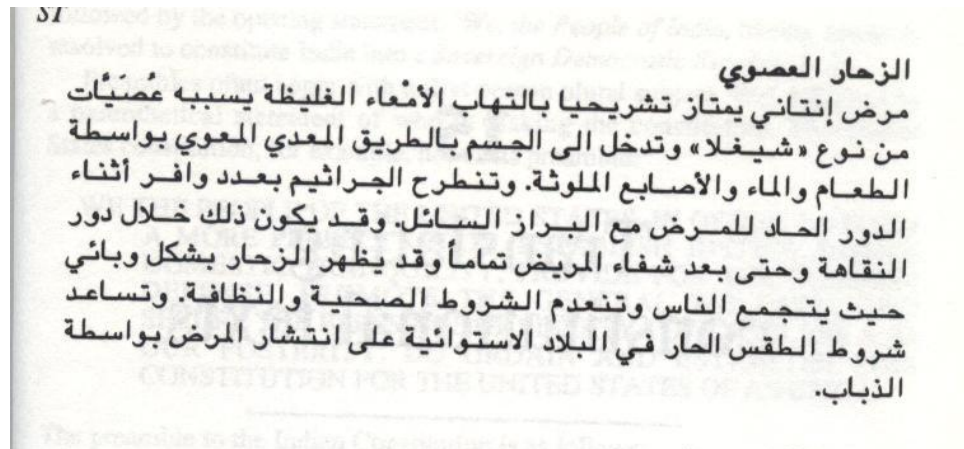 الزحار العصوي
مرض إنتاني يمتاز تشريحيا بالتهاب الأمعاء الغليظة يسببه عُصَيَّات
من نوع «شيغلا» وتدخل الى الجسم بالطريق المعدي المعوي بواسطة
الطعام والماء والأصابع الملوثة. وتنطرح الجراثيم بعدد وافر أثناء
الدور الحاد للمرض مع البراز السائل. وقد يكون ذلك خلال دور
النقاهة وحتى بعد شفاء المريض تماما وقد يظهر الزحار بشكل وبائي
حيث يتجمع الناس وتنعدم الشروط الصحية والنظافة. وتساعد
شروط الطقس الحار في البلاد الاستوائية على انتشار المرض بواسطة
الذباب.